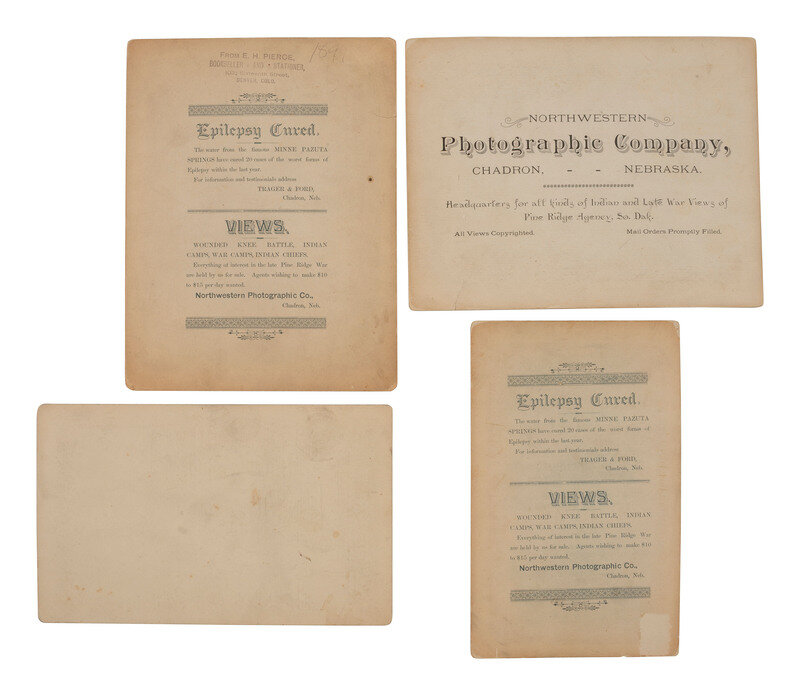 FROM E. H. PIERCE,
BOOKSELLER AND STATIONER,
Sixteenth Street,
DENVER, COLO.
189
Epilepsy Cured.
The water from the famous MINNE PAZUTA
SPRINGS have cured 20 cases of the worst forms of
Epilepsy within the last year.
For information and testimonials address
TRAGER & FORD,
Chadron, Neb.
VIEWS.
WOUNDED KNEE BATTLE, INDIAN
CAMPS, WAR CAMPS, INDIAN CHIEFS.
Everything of interest in the late Pine Ridge War
are held by us for sale. Agents wishing to make $10
to $15 per day wanted.
Northwestern Photographic Co.,
Chadron, Neb.
NORTHWESTERN
Photographic Company,
CHADRON, - - NEBRASKA.
Headquarters for all kinds of Indian and Late War Views of
Pine Ridge Agency, So. Dak.
All Views Copyrighted. Mail Orders Promptly Filled.
Epilepsy Cured.
The water from the famous MINNE PAZUTA
SPRINGS have cured 20 cases of the worst forms of
Epilepsy within the last year.
For information and testimonials address
TRAGER & FORD,
Chadron, Neb.
VIEWS.
WOUNDED KNEE BATTLE, INDIAN
CAMPS, WAR CAMPS, INDIAN CHIEFS.
Everything of interest in the late Pine Ridge War
are held by us for sale. Agents wishing to make $10
to $15 per day wanted.
Northwestern Photographic Co.,
Chadron, Neb.